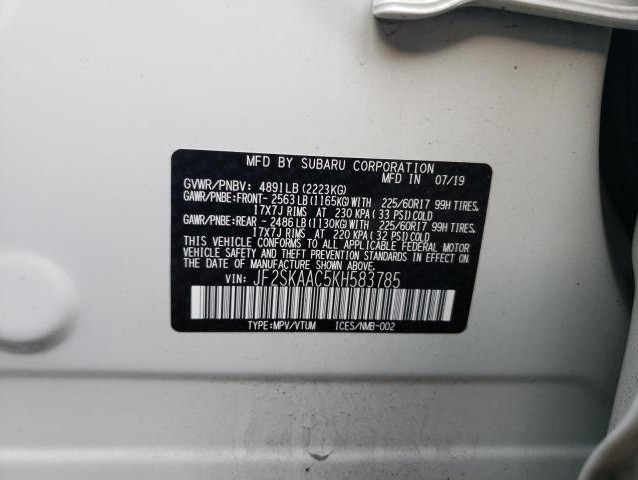 MFD BY SUBARU CORPORATION
MFD. IN 07/19
GVWR/PNBV: 4891LB (2223KG)
GAWR/PNBE:FRONT- 2563LB(1165KG)WITH 225/60R17 99H TIRES.
17X7J RIMS AT 230 KPA(33 PSI)COLD
GAWR/PNBE:REAR -2486LB(1130KG)WITH 225/60R17 99H TIRES.
17X7J RIMS AT 220 KPA(32 PSI)COLD
THIS VEHICLE CONFORMS TO ALL APPLICABLE FEDERAL MOTOR
VEHICLE SAFETY AND THEFT PREVENTION STANDARDS IN EFFECT
ON THE DATE OF MANUFACTURE SHOWN ABOVE.
VIN: JF2SKAAC5KH583785
TYPE:MPV/VTUM ICES/NMB-002